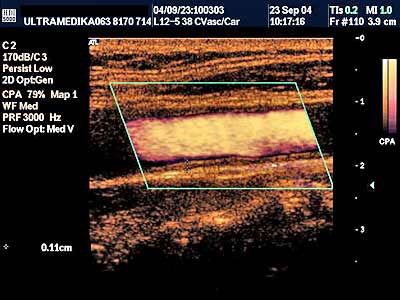 ULTRAMEDIKA063 8170 714
04/09/23:100303
23 Sep 04
TIs 0.2 MI 1.0
L12-5 38 CVasc/Car
10:17:16
Fr #110 3.9 cm
ATL
C 2
170dB/C 3
Persist Low
2D OptGen
CPA 79% Map 1
WF Med
PRF 3000 Hz
Flow Opt: Med V
0.11cm
0
1
2
3
CPA